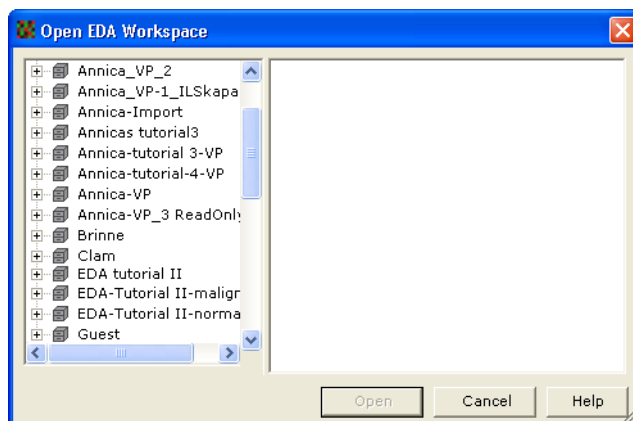 Open EDA Workspace
Annica_VP_2
Annica_VP-1_ILSkapa
Annica-Import
Annicas tutorial3
Annica-tutorial 3-VP
Annica-tutorial-4-VP
Annica-VP
Annica-VP_3 ReadOnly
Brinne
Clam
EDA tutorial II
EDA-Tutorial II-malign
EDA-Tutorial II-norma
Guest
Open
Cancel
Help